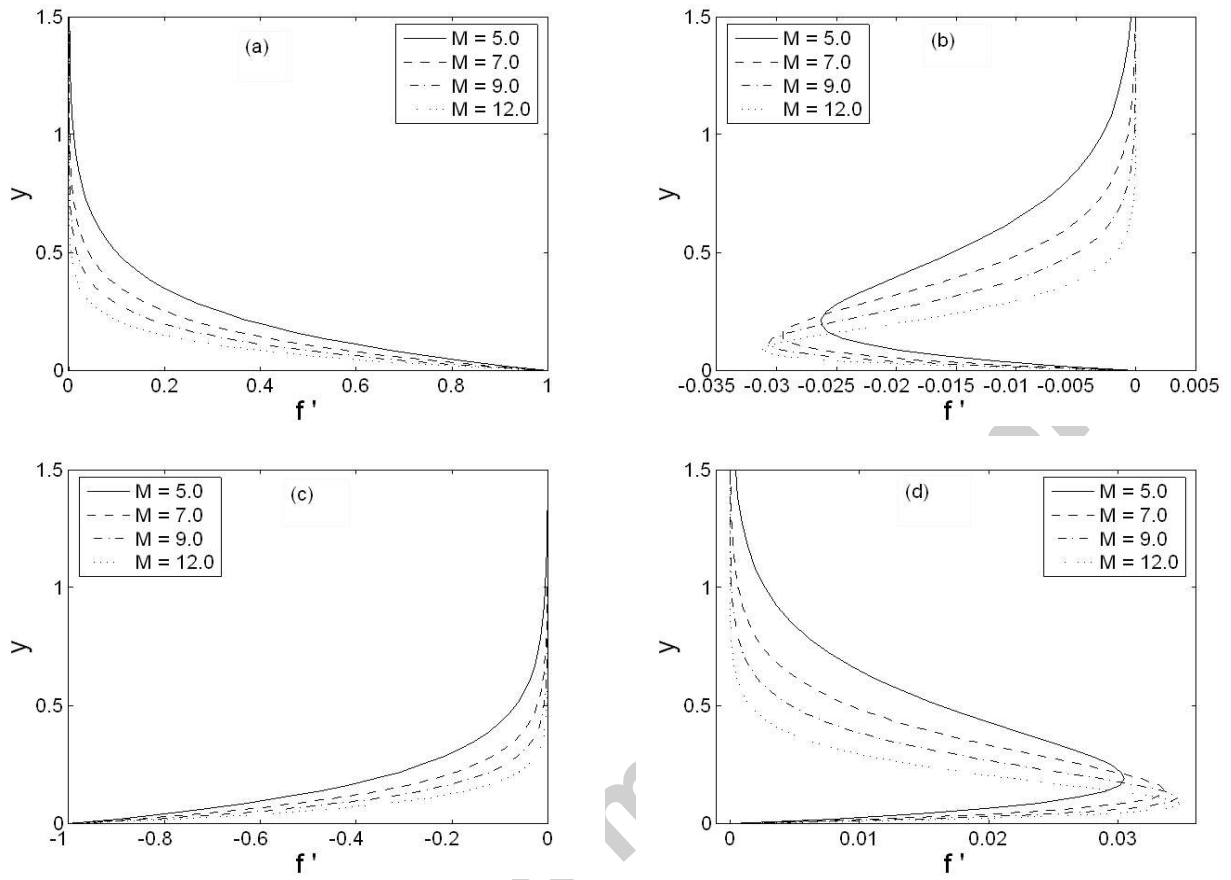 1.5
1
0.5
0
y
(a)
M = 5.0
M = 7.0
M = 9.0
M = 12.0
0 0.2 0.4 0.6 0.8 1
f '
1.5
1
0.5
0
y
(b)
M = 5.0
M = 7.0
M = 9.0
M = 12.0
-0.035 -0.03 -0.025 -0.02 -0.015 -0.01 -0.005 0 0.005
f '
1.5
1
0.5
0
y
(c)
M = 5.0
M = 7.0
M = 9.0
M = 12.0
-1 -0.8 -0.6 -0.4 -0.2 0
f '
1.5
1
0.5
0
y
(d)
M = 5.0
M = 7.0
M = 9.0
M = 12.0
0 0.01 0.02 0.03
f '